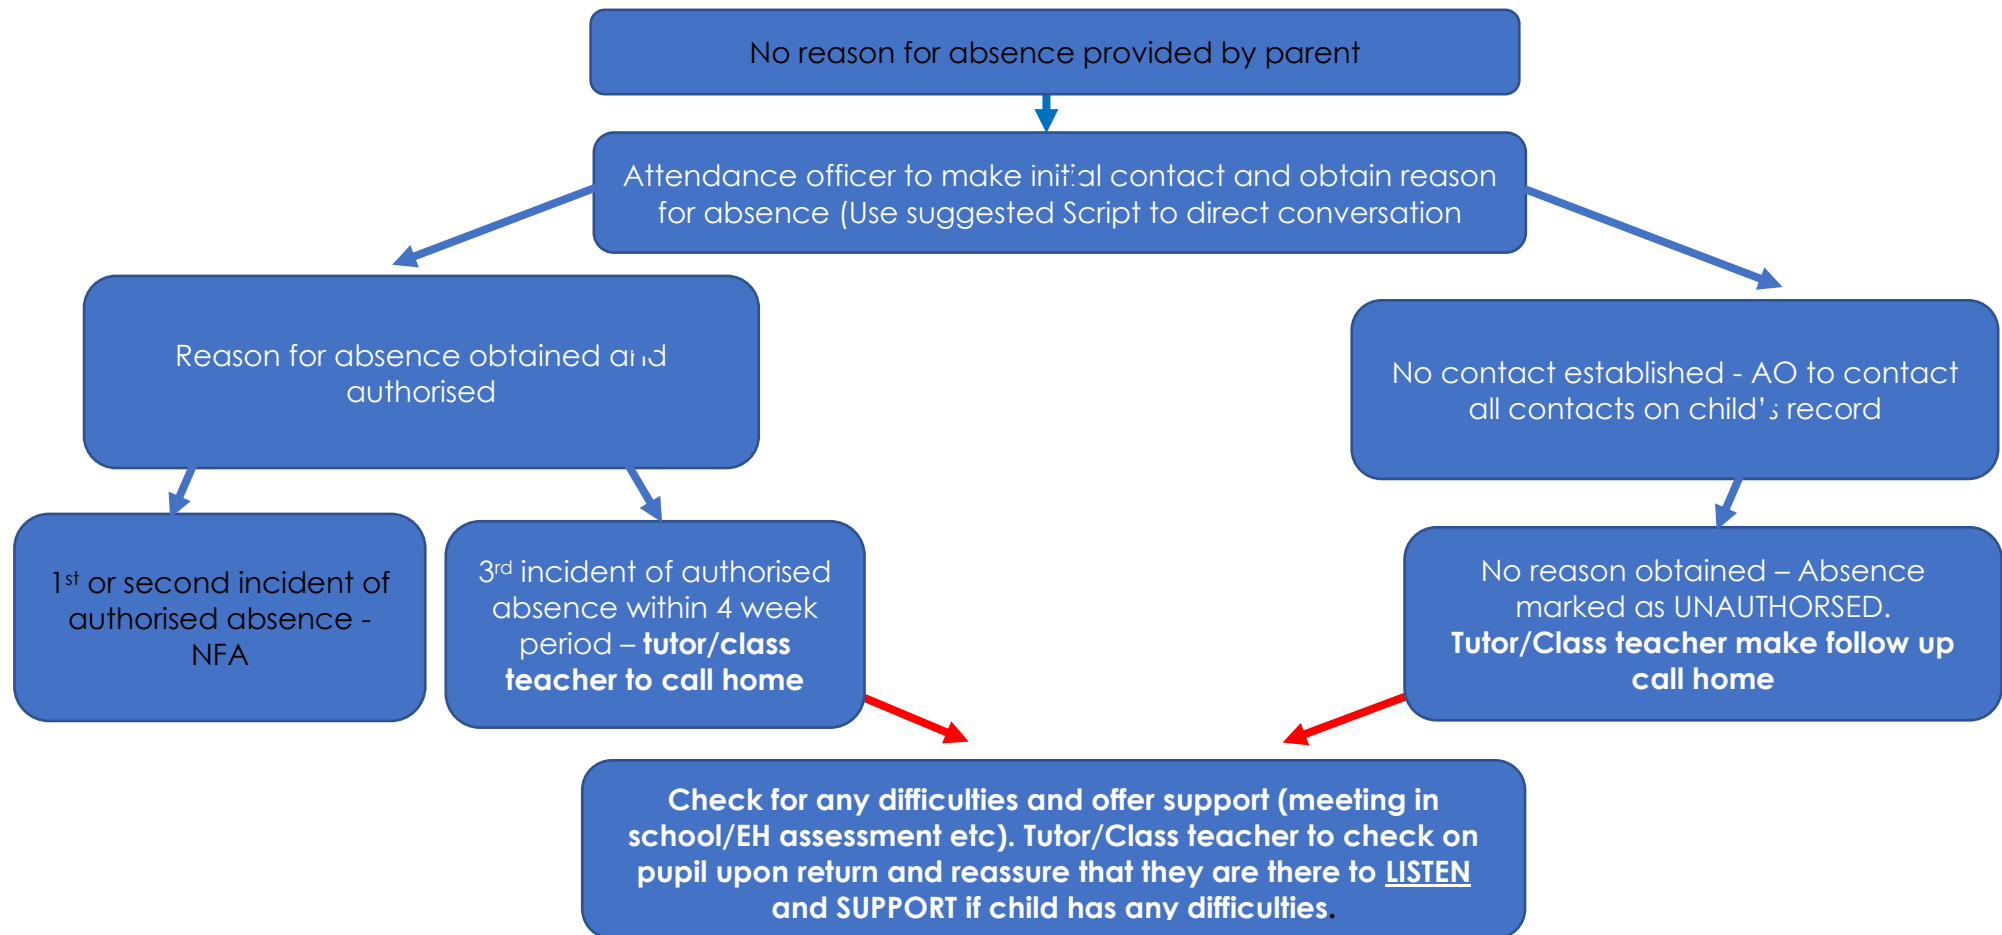 No reason for absence provided by parent
Attendance officer to make initial contact and obtain reason
for absence (Use suggested Script to direct conversation
Reason for absence obtained and
authorised
No contact established - AO to contact
all contacts on child's record
1st or second incident of
authorised absence -
NFA
3rd incident of authorised
absence within 4 week
period – tutor/class
teacher to call home
No reason obtained – Absence
marked as UNAUTHORSED.
Tutor/Class teacher make follow up
call home
Check for any difficulties and offer support (meeting in
school/EH assessment etc). Tutor/Class teacher to check on
pupil upon return and reassure that they are there to LISTEN
and SUPPORT if child has any difficulties.